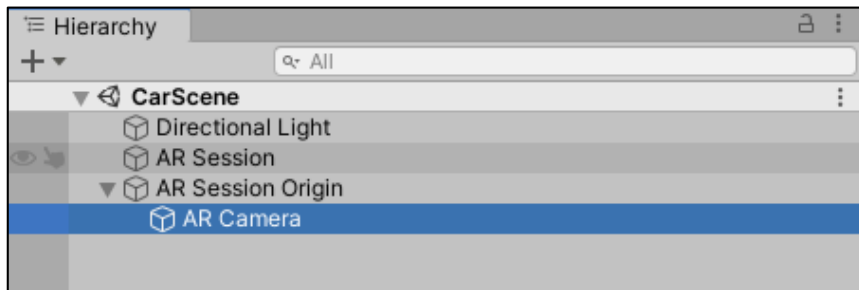 Hierarchy
All
CarScene
Directional Light
AR Session
AR Session Origin
AR Camera